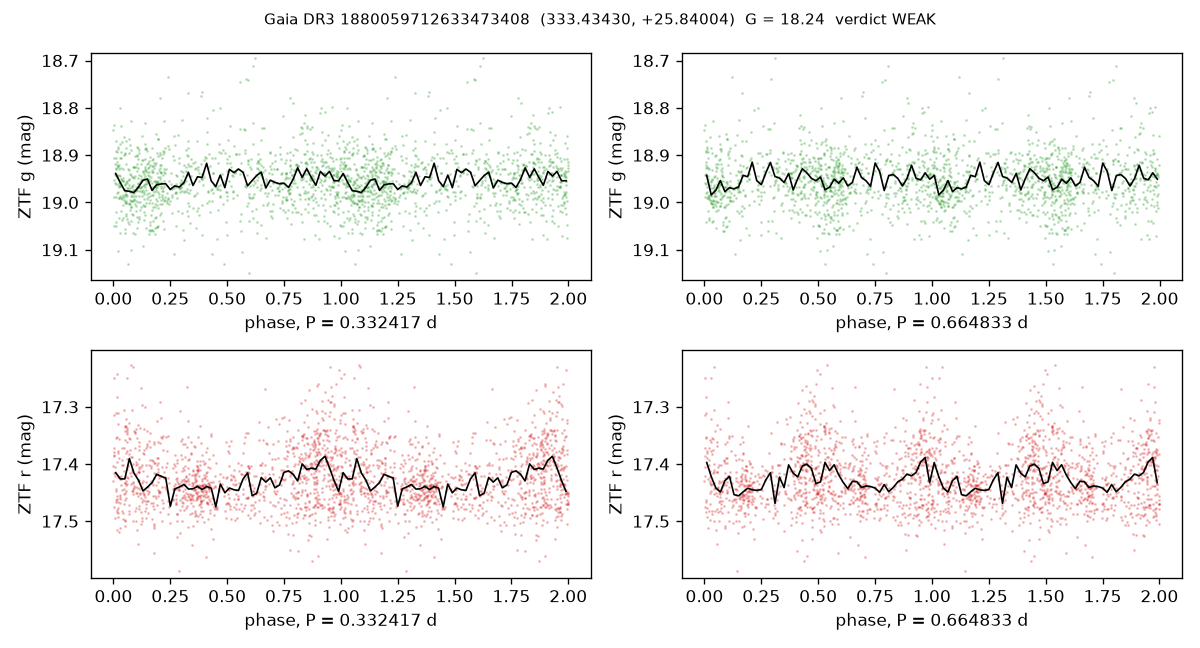 Gaia DR3 1880059712633473408 (333.43430, +25.84004) G = 18.24 verdict WEAK
ZTF g (mag)
18.7
18.8
18.9
19.0
19.1
0.00 0.25 0.50 0.75 1.00 1.25 1.50 1.75 2.00
phase, P = 0.332417 d
ZTF g (mag)
18.7
18.8
18.9
19.0
19.1
0.00 0.25 0.50 0.75 1.00 1.25 1.50 1.75 2.00
phase, P = 0.664833 d
ZTF r (mag)
17.3
17.4
17.5
0.00 0.25 0.50 0.75 1.00 1.25 1.50 1.75 2.00
phase, P = 0.332417 d
ZTF r (mag)
17.3
17.4
17.5
0.00 0.25 0.50 0.75 1.00 1.25 1.50 1.75 2.00
phase, P = 0.664833 d